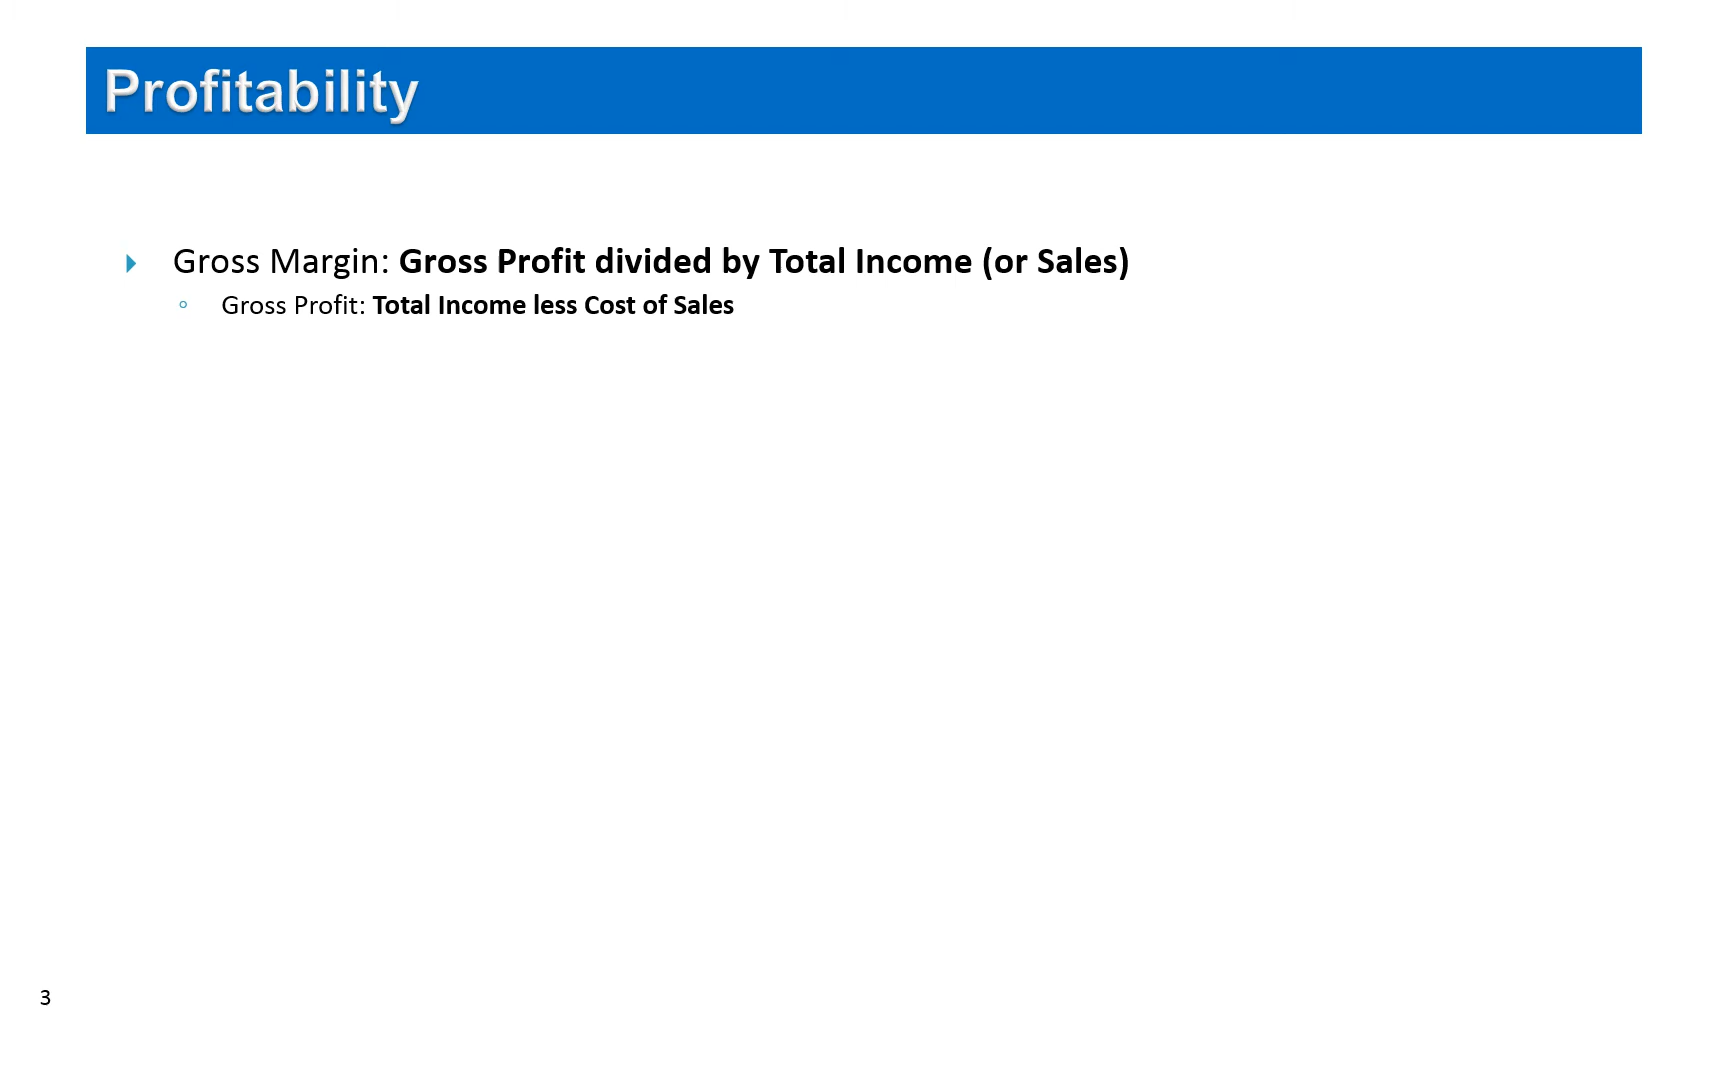 Profitability
Gross Margin: Gross Profit divided by Total Income (or Sales)
Gross Profit: Total Income less Cost of Sales
3